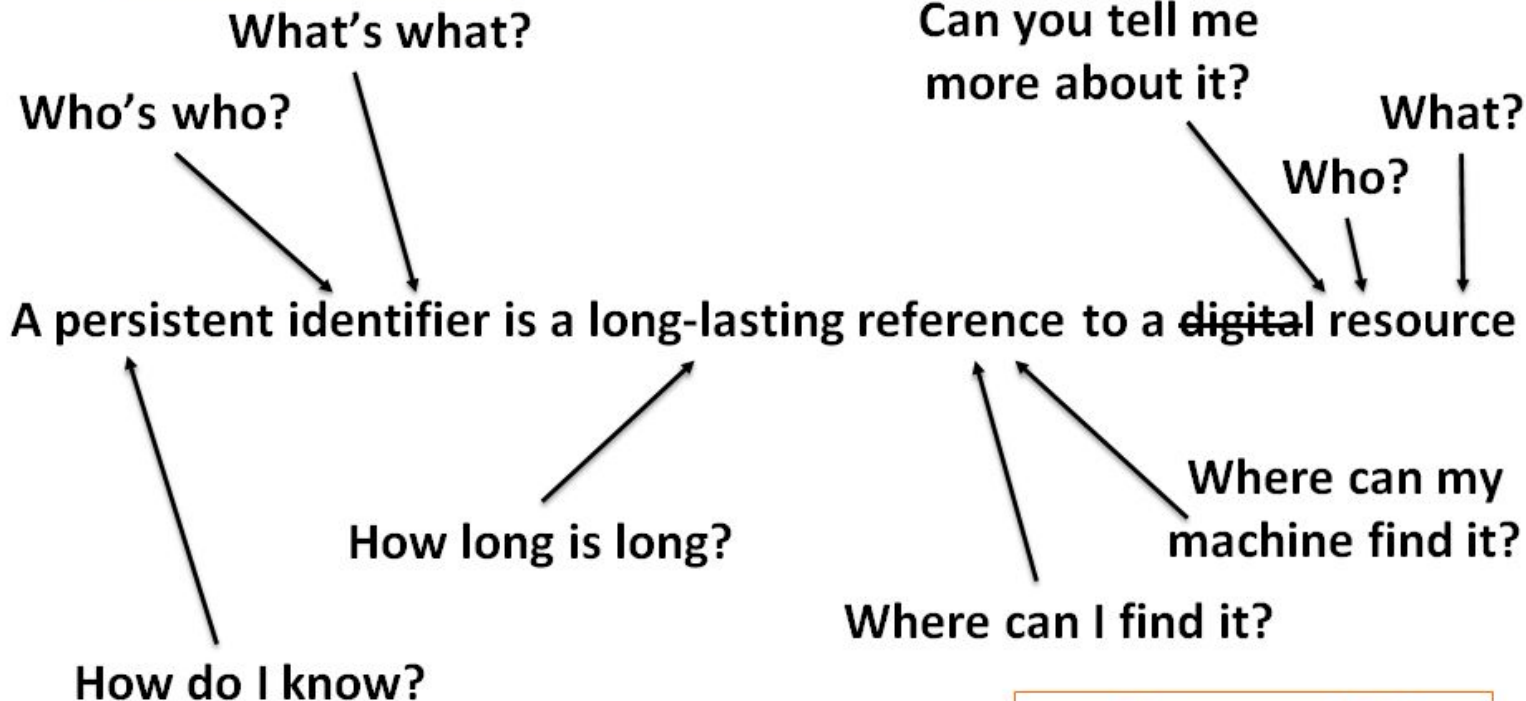 What's what?
Can you tell me
more about it?
Who's who?
What?
Who?
A persistent identifier is a long-lasting reference to a digital resource
Where can my
machine find it?
How long is long?
Where can I find it?
How do I know?